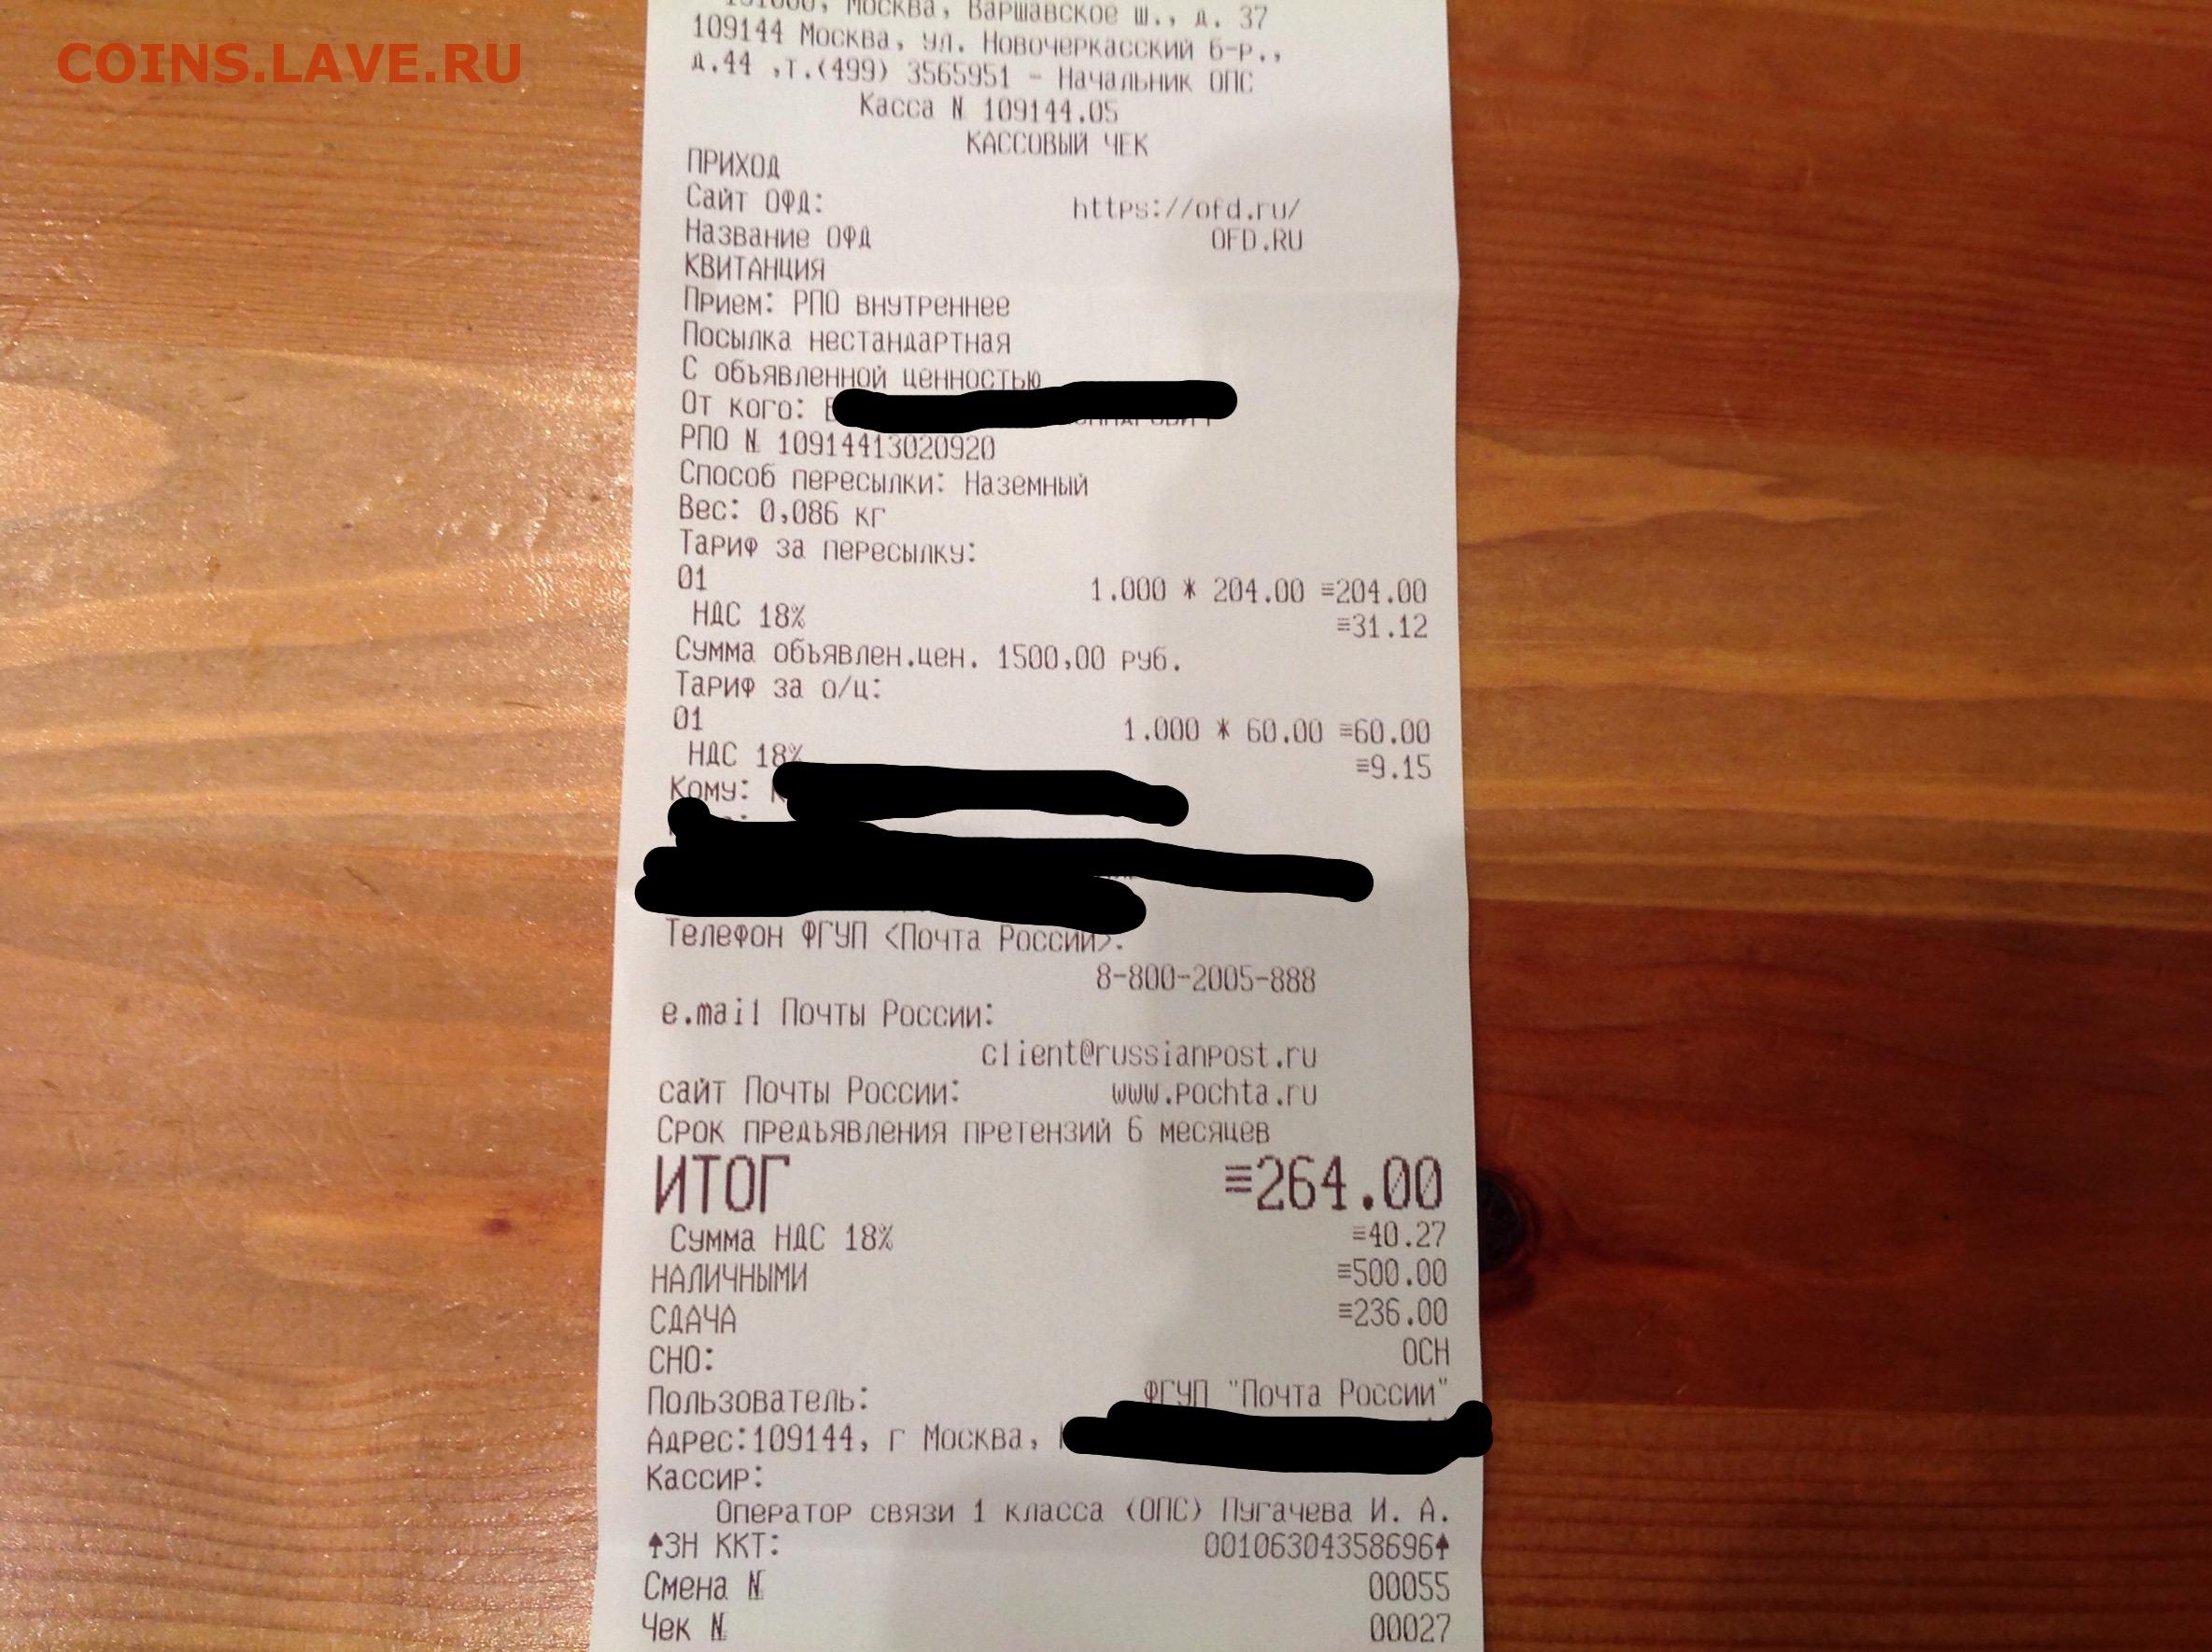 COINS.LAVE.RU
131000, Москва, Варшавское ш., д. 37
109144 Москва, ул. Новочеркасский б-р.,
д.44 ,т.(499) 3565951 - Начальник ОПС
Касса № 109144.05
КАССОВЫЙ ЧЕК
ПРИХОД
Сайт ОФД: https://ofd.ru/
Название ОФД OFD.RU
КВИТАНЦИЯ
Прием: РПО внутреннее
Посылка нестандартная
С объявленной ценностью
От кого:
РПО № 10914413020920
Способ пересылки: Наземный
Вес: 0,086 кг
Тариф за пересылку:
01 1.000 * 204.00 ≡204.00
НДС 18% ≡31.12
Сумма объявлен.цен. 1500,00 руб.
Тариф за о/ц:
01 1.000 * 60.00 ≡60.00
НДС 18% ≡9.15
Кому:
Телефон ФГУП <Почта России>:
8-800-2005-888
e.mail Почты России:
client@russianpost.ru
сайт Почты России: www.pochta.ru
Срок предъявления претензий 6 месяцев
ИТОГ ≡264.00
Сумма НДС 18% ≡40.27
НАЛИЧНЫМИ ≡500.00
СДАЧА ≡236.00
СНО: ОСН
Пользователь: ФГУП "Почта России"
Адрес:109144, г Москва,
Кассир:
Оператор связи 1 класса (ОПС) Пугачева И. А.
↑ЗН ККТ: 00106304358696↑
Смена № 00055
Чек № 00027